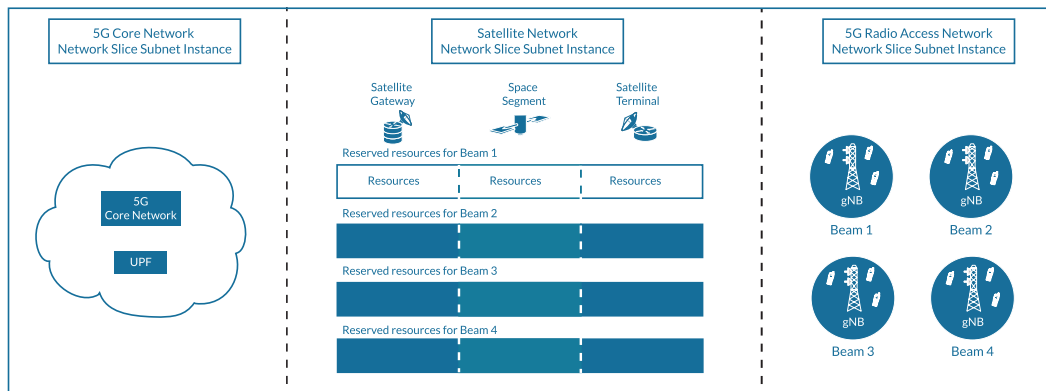 5G Core Network
Network Slice Subnet Instance
5G
Core Network
UPF
Satellite Network
Network Slice Subnet Instance
Satellite
Gateway
Space
Segment
Satellite
Terminal
Reserved resources for Beam 1
Resources
Resources
Resources
Reserved resources for Beam 2
Reserved resources for Beam 3
Reserved resources for Beam 4
5G Radio Access Network
Network Slice Subnet Instance
gNB
Beam 1
gNB
Beam 2
gNB
Beam 3
gNB
Beam 4